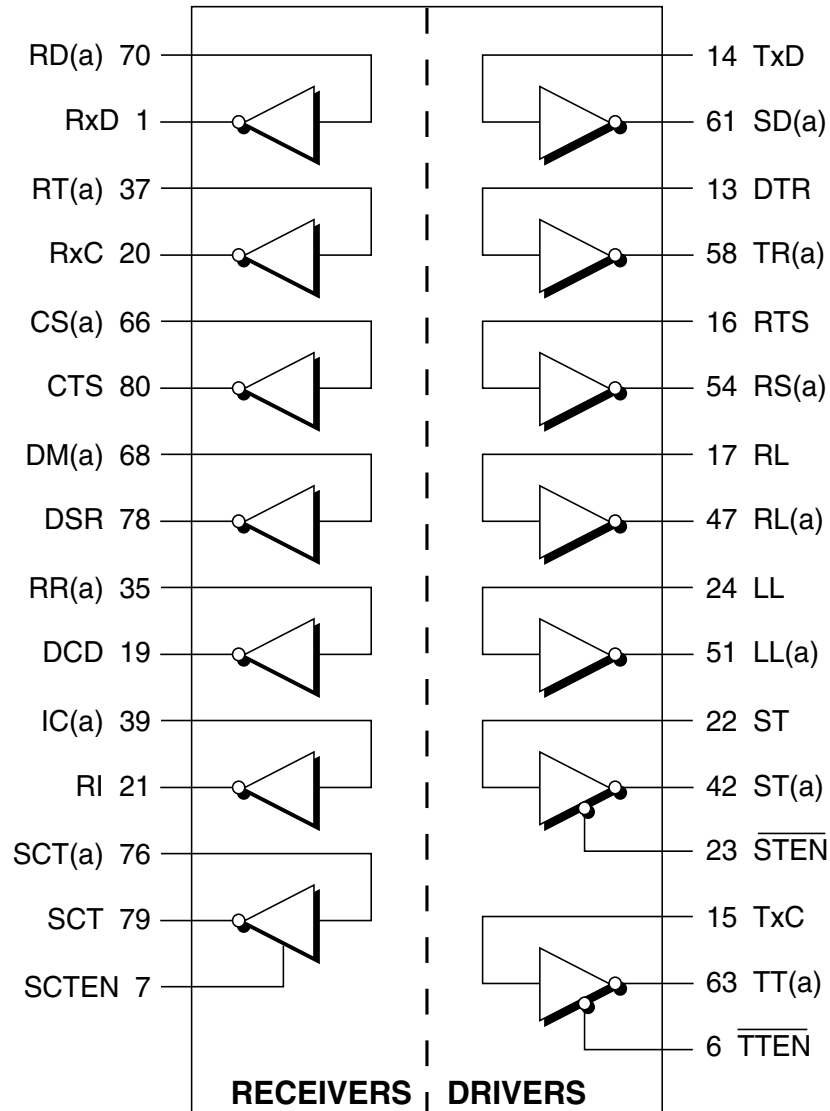 RD(a) 70
RxD 1
RT(a) 37
RxC 20
CS(a) 66
CTS 80
DM(a) 68
DSR 78
RR(a) 35
DCD 19
IC(a) 39
RI 21
SCT(a) 76
SCT 79
SCTEN 7
RECEIVERS
14 TxD
61 SD(a)
13 DTR
58 TR(a)
16 RTS
54 RS(a)
17 RL
47 RL(a)
24 LL
51 LL(a)
22 ST
42 ST(a)
23 S̅T̅E̅N̅
15 TxC
63 TT(a)
6 T̅T̅E̅N̅
DRIVERS